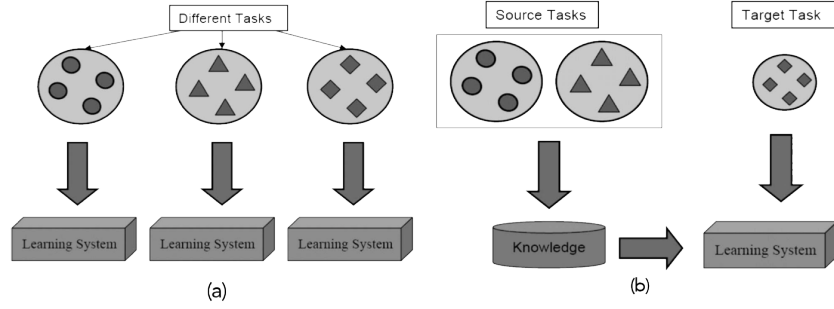 Different Tasks
Learning System
Learning System
Learning System
(a)
Source Tasks
Target Task
Knowledge
Learning System
(b)